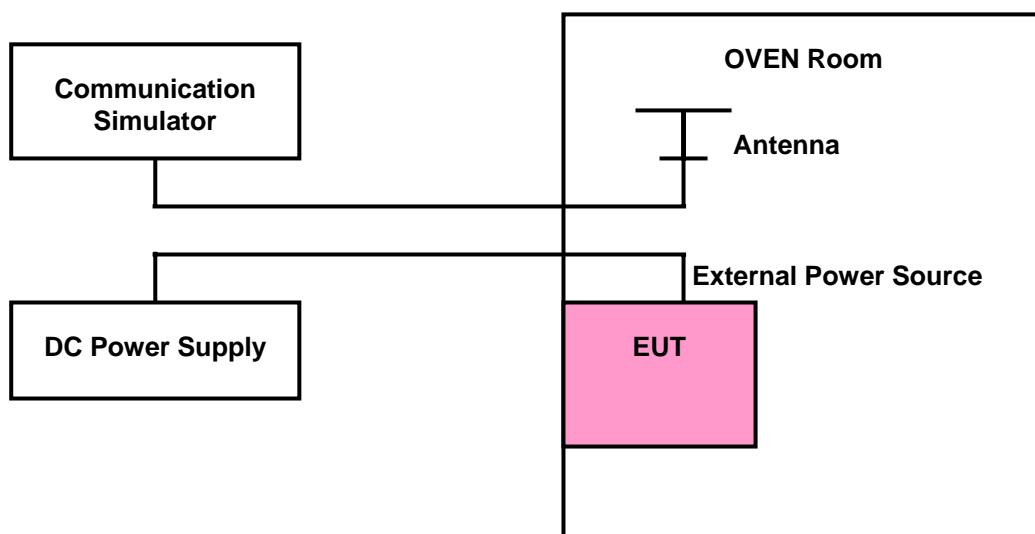 OVEN Room
Communication
Simulator
Antenna
External Power Source
DC Power Supply
EUT